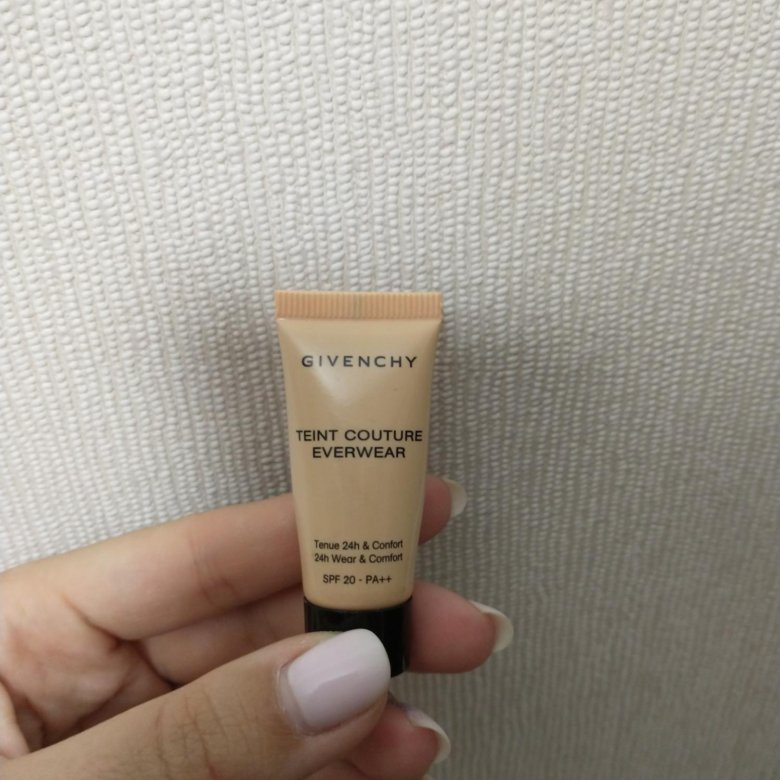 GIVENCHY
TEINT COUTURE
EVERWEAR
Tenue 24h & Confort
24h Wear & Comfort
SPF 20 - PA++